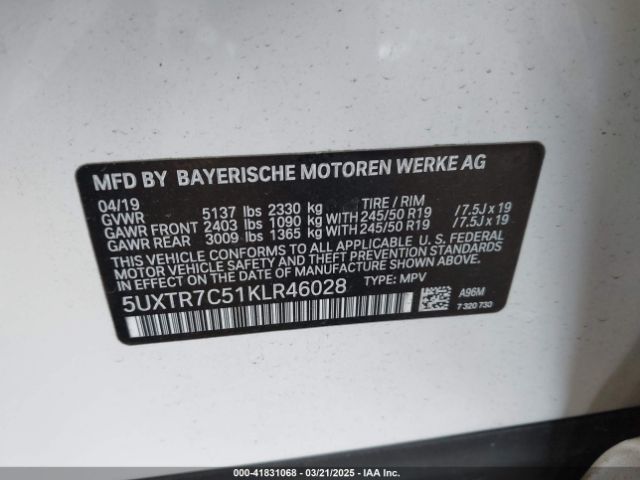 MFD BY BAYERISCHE MOTOREN WERKE AG
04/19 TIRE / RIM
GVWR 5137 lbs 2330 kg
GAWR FRONT 2403 lbs 1090 kg WITH 245/50 R19 / 7.5J x 19
GAWR REAR 3009 lbs 1365 kg WITH 245/50 R19 / 7.5J x 19
THIS VEHICLE CONFORMS TO ALL APPLICABLE U. S. FEDERAL
MOTOR VEHICLE SAFETY AND THEFT PREVENTION STANDARDS
IN EFFECT ON THE DATE OF MANUFACTURE SHOWN ABOVE.
5UXTR7C51KLR46028 TYPE: MPV
A96M
7 320 730
00-41831068 — 03/21/2025 — IAA Inc.